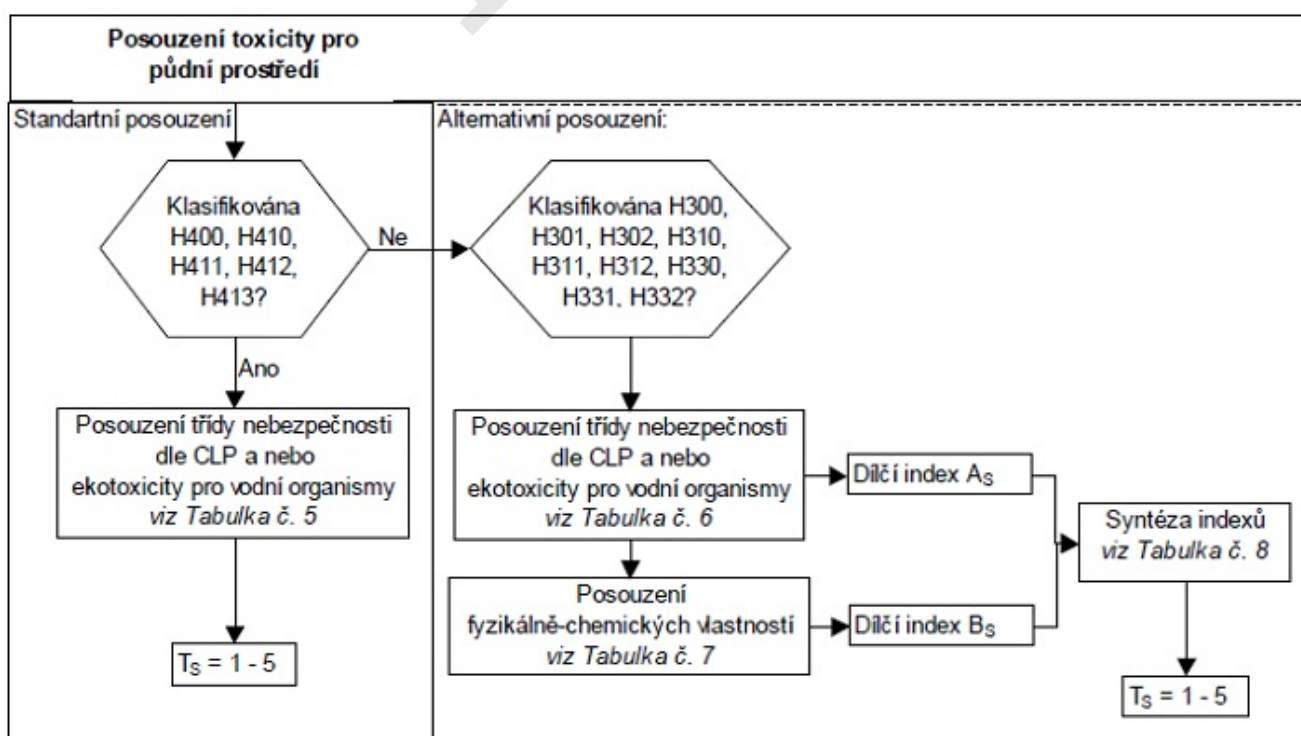 Posouzení toxicity pro
půdní prostředí
Standartní posouzení
Alternativní posouzení:
Klasifikována
H400, H410,
H411, H412,
H413?
Ne
Klasifikována H300,
H301, H302, H310,
H311, H312, H330,
H331, H332?
Ano
Posouzení třídy nebezpečnosti
dle CLP a nebo
ekotoxicity pro vodní organismy
viz Tabulka č. 5
Posouzení třídy nebezpečnosti
dle CLP a nebo
ekotoxicity pro vodní organismy
viz Tabulka č. 6
Dílčí index AS
Syntéza indexů
viz Tabulka č. 8
Posouzení
fyzikálně-chemických vlastností
viz Tabulka č. 7
Dílčí index BS
TS = 1 - 5
TS = 1 - 5